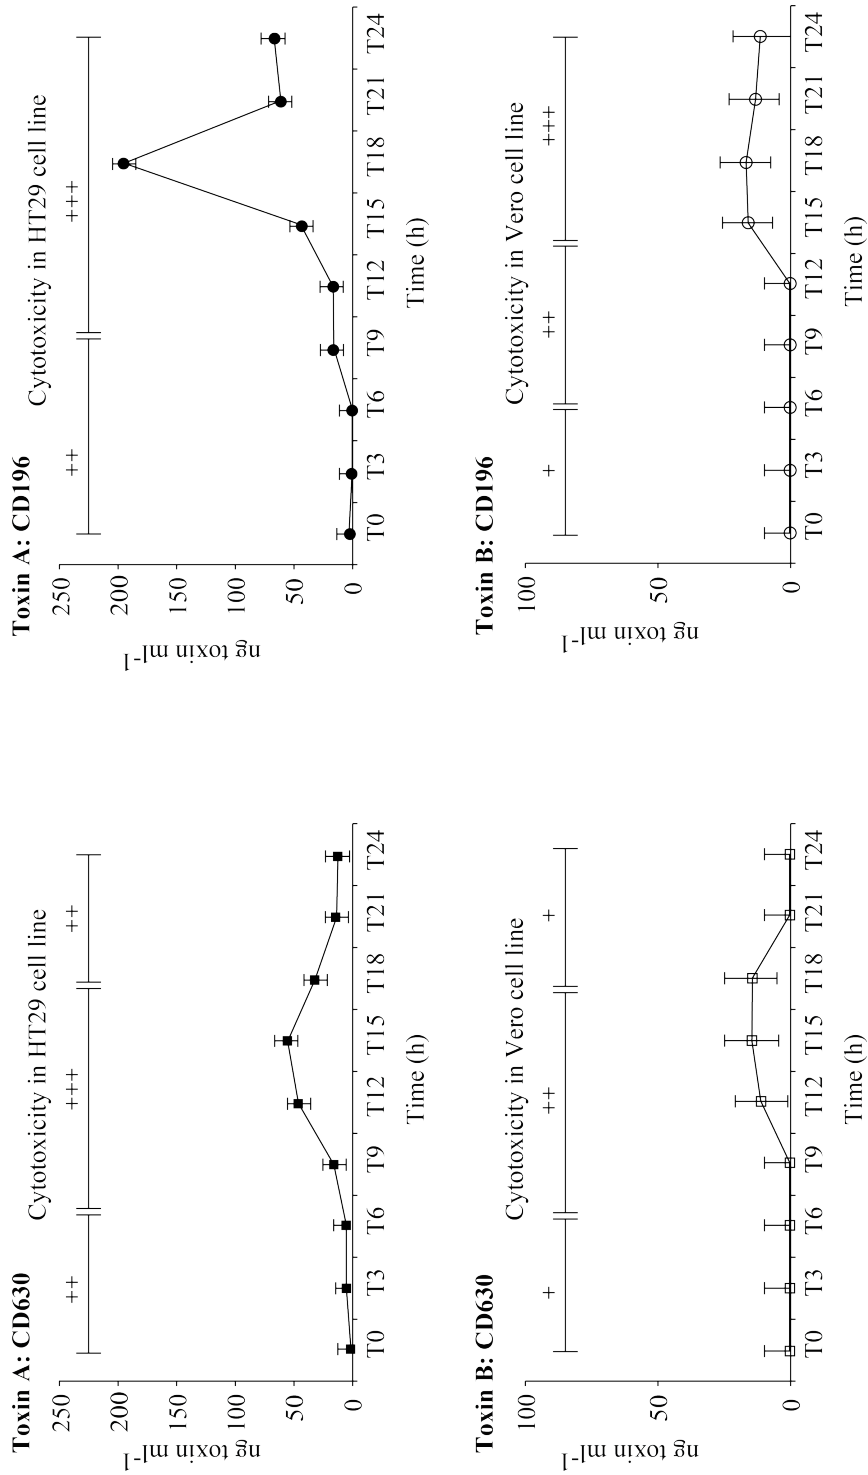 Toxin A: CD630
Cytotoxicity in HT29 cell line
++ +++ ++
250
200
150
100
50
0
ng toxin ml-1
T0 T3 T6 T9 T12 T15 T18 T21 T24
Time (h)
Toxin A: CD196
Cytotoxicity in HT29 cell line
++ +++
250
200
150
100
50
0
ng toxin ml-1
T0 T3 T6 T9 T12 T15 T18 T21 T24
Time (h)
Toxin B: CD630
Cytotoxicity in Vero cell line
+ ++ +
100
50
0
ng toxin ml-1
T0 T3 T6 T9 T12 T15 T18 T21 T24
Time (h)
Toxin B: CD196
Cytotoxicity in Vero cell line
+ ++ +++
100
50
0
ng toxin ml-1
T0 T3 T6 T9 T12 T15 T18 T21 T24
Time (h)